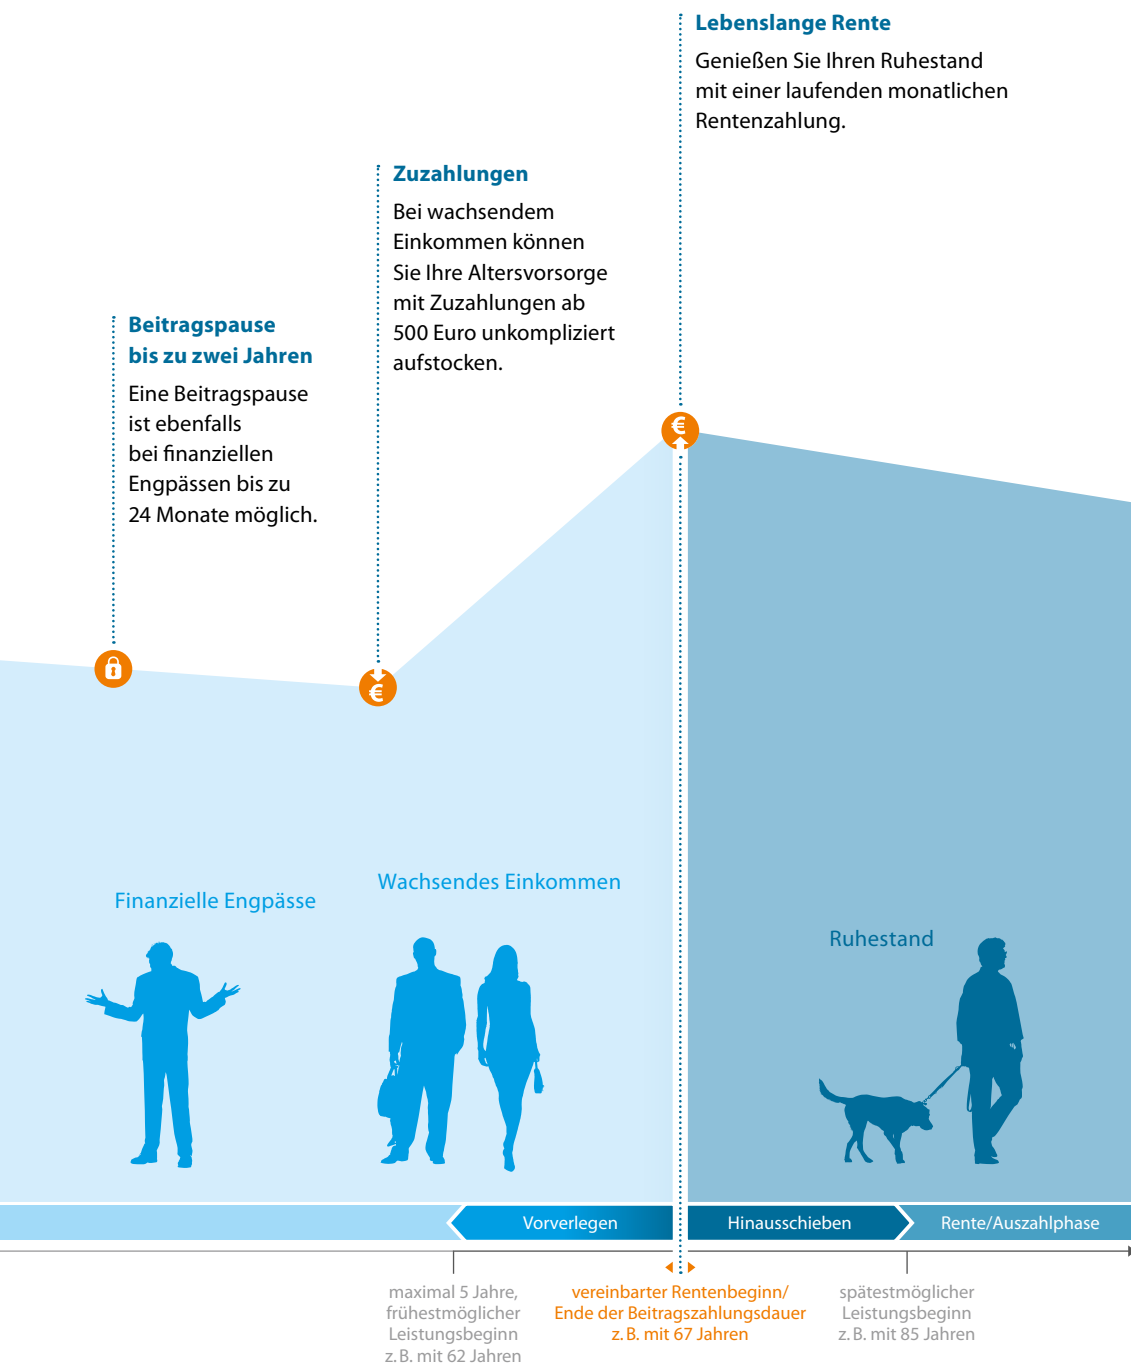 Lebenslange Rente
Genießen Sie Ihren Ruhestand
mit einer laufenden monatlichen
Rentenzahlung.
Zuzahlungen
Bei wachsendem
Einkommen können
Sie Ihre Altersvorsorge
mit Zuzahlungen ab
500 Euro unkompliziert
aufstocken.
Beitragspause
bis zu zwei Jahren
Eine Beitragspause
ist ebenfalls
bei finanziellen
Engpässen bis zu
24 Monate möglich.
€
€
Finanzielle Engpässe
Wachsendes Einkommen
Ruhestand
Vorverlegen
Hinausschieben
Rente/Auszahlphase
maximal 5 Jahre,
frühestmöglicher
Leistungsbeginn
z. B. mit 62 Jahren
vereinbarter Rentenbeginn/
Ende der Beitragszahlungsdauer
z. B. mit 67 Jahren
spätestmöglicher
Leistungsbeginn
z. B. mit 85 Jahren